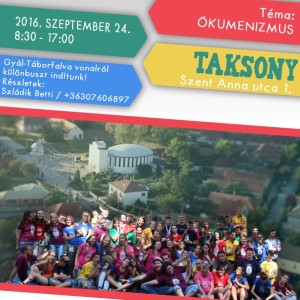 2016. SZEPTEMBER 24.
8:30 - 17:00
Téma:
ÖKUMENIZMUS
Gyál-Táborfalva vonalról
különbuszt indítunk!
Részletek:
Szládik Betti / +36307606897
TAKSONY
Szent Anna utca 1.